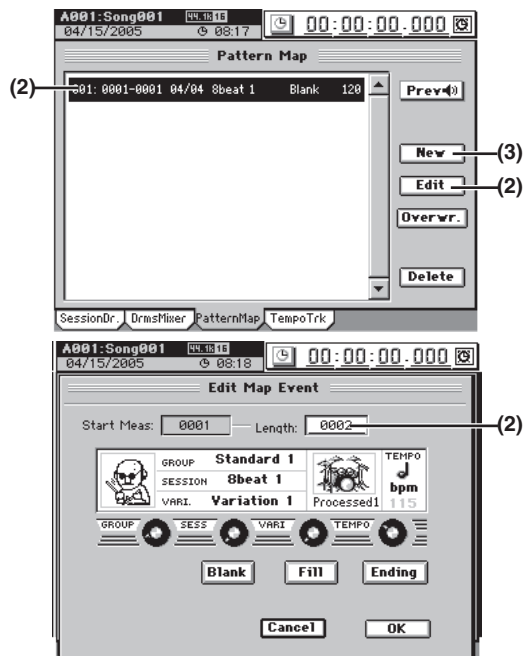 A001:Song001 44.1k 16
04/15/2005 08:17 00:00:00.000
Pattern Map
(2)
001: 0001-0001 04/04 8beat 1 Blank 120
Prev
New (3)
Edit (2)
Overwr.
Delete
SessionDr. DrmsMixer PatternMap TempoTrk
A001:Song001 44.1k 16
04/15/2005 08:18 00:00:00.000
Edit Map Event
Start Meas: 0001 Length: 0002 (2)
GROUP Standard 1
SESSION 8beat 1
VARI. Variation 1
Processed1
TEMPO
bpm
115
GROUP SESS VARI TEMPO
Blank Fill Ending
Cancel OK